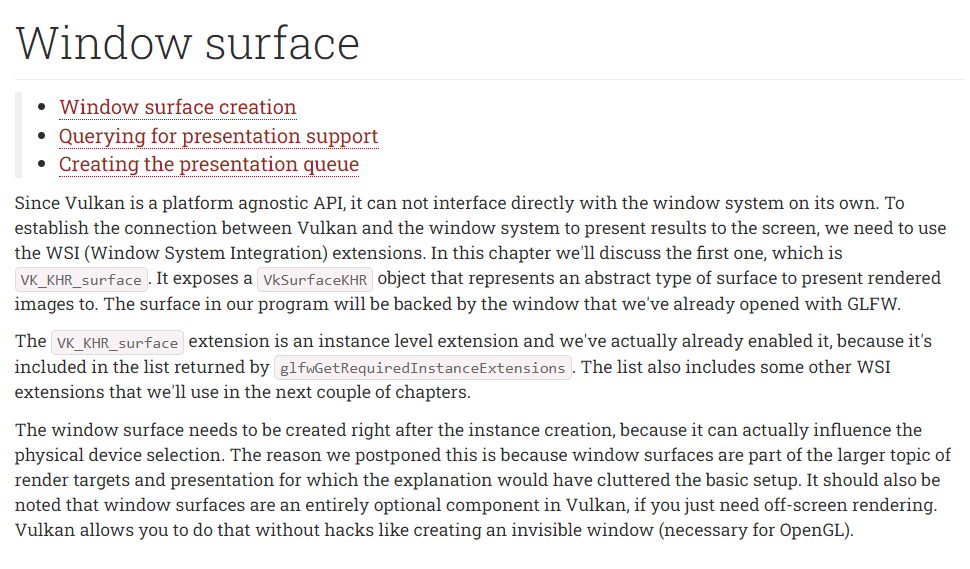 Window surface
Window surface creation
Querying for presentation support
Creating the presentation queue
Since Vulkan is a platform agnostic API, it can not interface directly with the window system on its own. To
establish the connection between Vulkan and the window system to present results to the screen, we need to use
the WSI (Window System Integration) extensions. In this chapter we'll discuss the first one, which is
VK_KHR_surface. It exposes a VkSurfaceKHR object that represents an abstract type of surface to present rendered
images to. The surface in our program will be backed by the window that we've already opened with GLFW.
The VK_KHR_surface extension is an instance level extension and we've actually already enabled it, because it's
included in the list returned by glfwGetRequiredInstanceExtensions. The list also includes some other WSI
extensions that we'll use in the next couple of chapters.
The window surface needs to be created right after the instance creation, because it can actually influence the
physical device selection. The reason we postponed this is because window surfaces are part of the larger topic of
render targets and presentation for which the explanation would have cluttered the basic setup. It should also be
noted that window surfaces are an entirely optional component in Vulkan, if you just need off-screen rendering.
Vulkan allows you to do that without hacks like creating an invisible window (necessary for OpenGL).